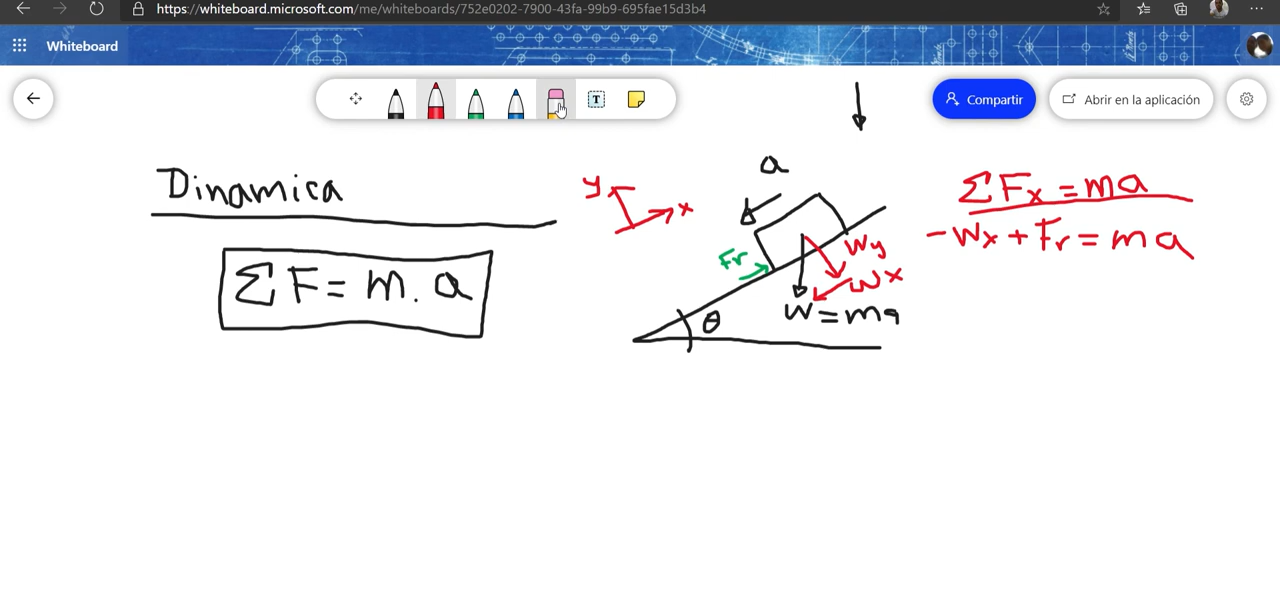 https://whiteboard.microsoft.com/me/whiteboards/752e0202-7900-43fa-99b9-695fae15d3b4
Whiteboard
T
Compartir
Abrir en la aplicación
Dinamica
ΣF = m . a
y
x
a
Fr
Wy
Wx
W = mg
θ
ΣFx = ma
-Wx + Fr = ma